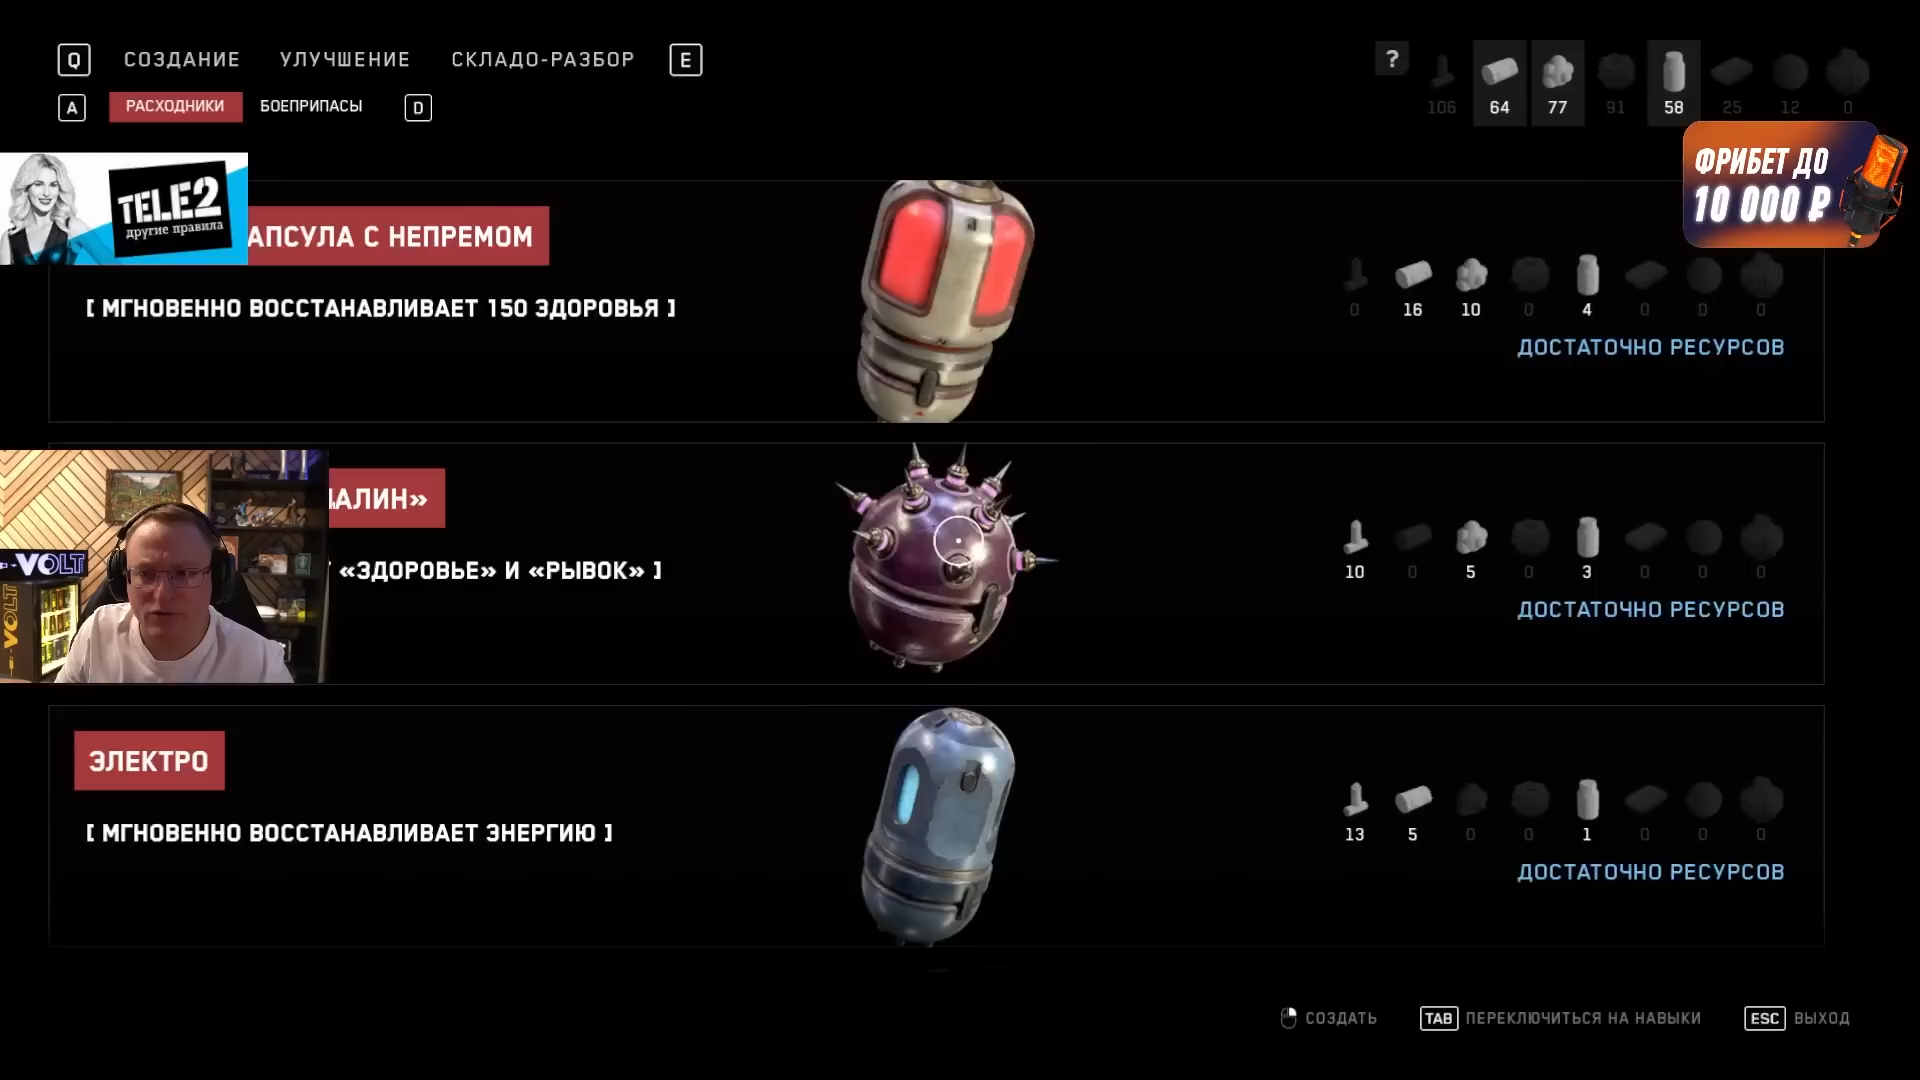 Q СОЗДАНИЕ УЛУЧШЕНИЕ СКЛАДО-РАЗБОР E
A РАСХОДНИКИ БОЕПРИПАСЫ D
?
106 64 77 91 58 25 12 0
TELE2
другие правила
ФРИБЕТ ДО
10 000 ₽
АПСУЛА С НЕПРЕМОМ
[ МГНОВЕННО ВОССТАНАВЛИВАЕТ 150 ЗДОРОВЬЯ ]
0 16 10 0 4 0 0 0
ДОСТАТОЧНО РЕСУРСОВ
АЛИН»
«ЗДОРОВЬЕ» И «РЫВОК» ]
10 0 5 0 3 0 0 0
ДОСТАТОЧНО РЕСУРСОВ
VOLT
VOLT
ЭЛЕКТРО
[ МГНОВЕННО ВОССТАНАВЛИВАЕТ ЭНЕРГИЮ ]
13 5 0 0 1 0 0 0
ДОСТАТОЧНО РЕСУРСОВ
СОЗДАТЬ TAB ПЕРЕКЛЮЧИТЬСЯ НА НАВЫКИ ESC ВЫХОД